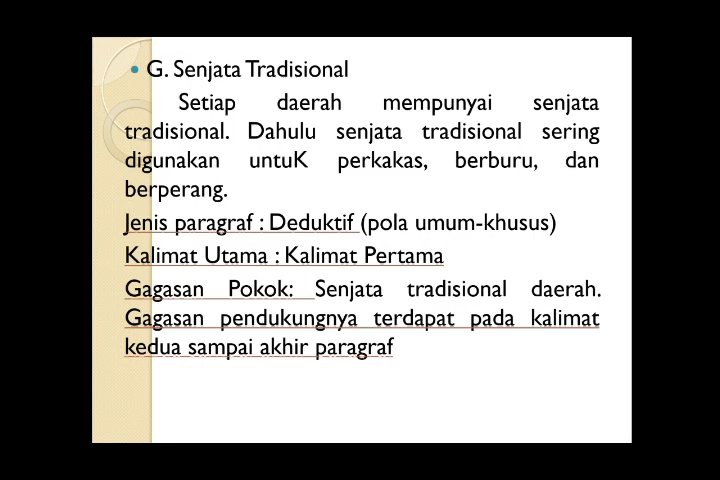 • G. Senjata Tradisional
Setiap daerah mempunyai senjata
tradisional. Dahulu senjata tradisional sering
digunakan untuK perkakas, berburu, dan
berperang.
Jenis paragraf : Deduktif (pola umum-khusus)
Kalimat Utama : Kalimat Pertama
Gagasan Pokok: Senjata tradisional daerah.
Gagasan pendukungnya terdapat pada kalimat
kedua sampai akhir paragraf